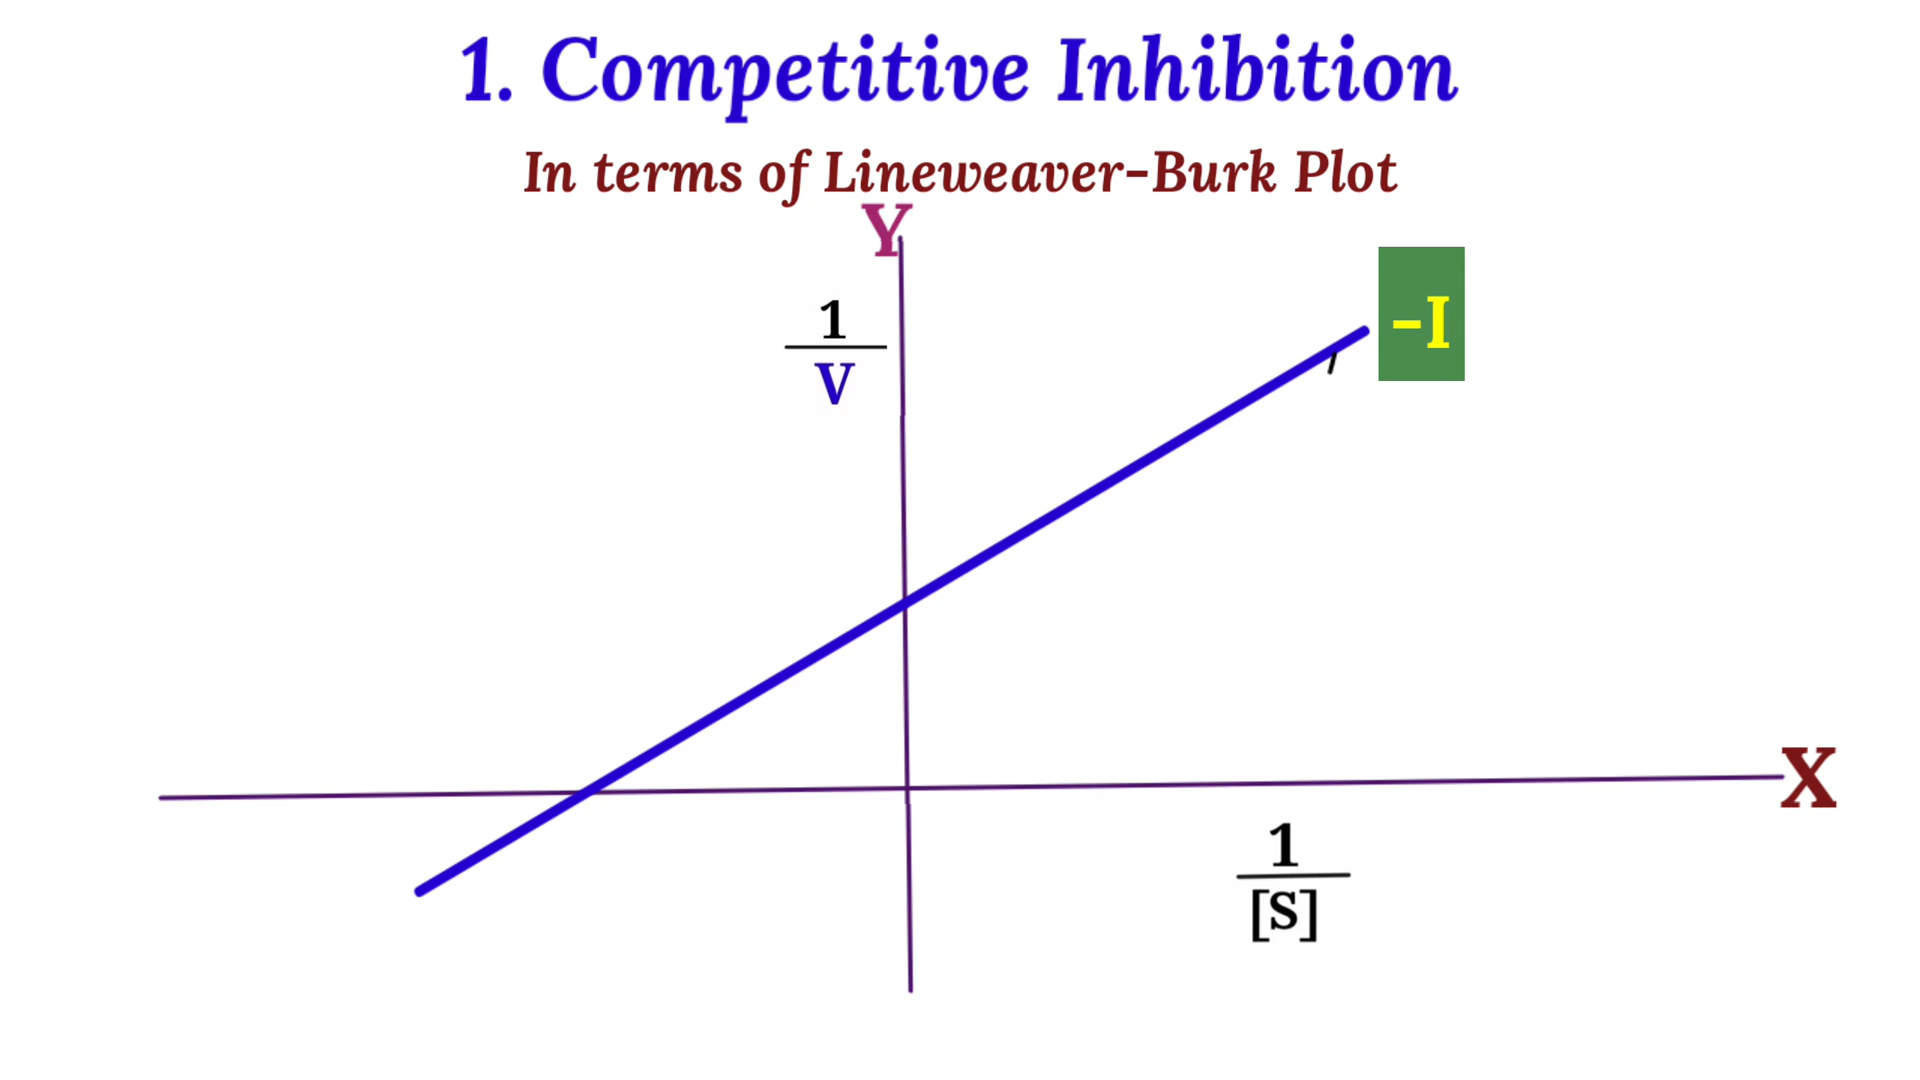 1. Competitive Inhibition
In terms of Lineweaver-Burk Plot
Y
1
V
-I
X
1
[S]